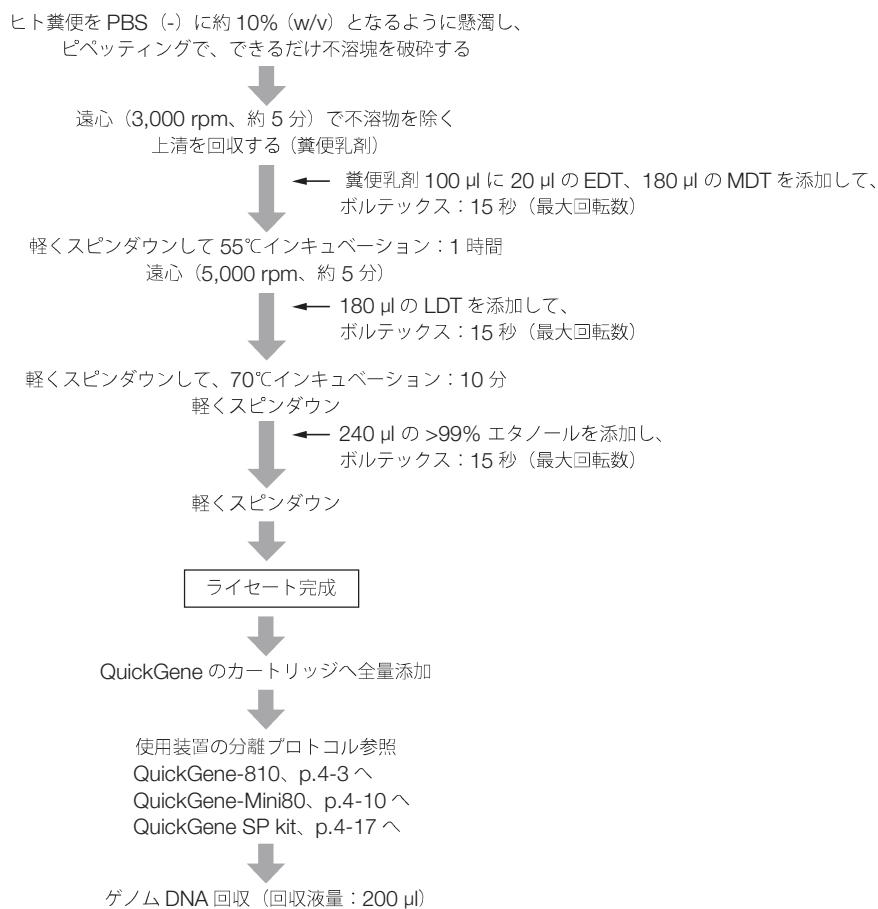 ヒト糞便を PBS（-）に約 10%（w/v）となるように懸濁し、
ピペッティングで、できるだけ不溶塊を破砕する
遠心（3,000 rpm、約 5 分）で不溶物を除く
上清を回収する（糞便乳剤）
糞便乳剤 100 µl に 20 µl の EDT、180 µl の MDT を添加して、
ボルテックス：15 秒（最大回転数）
軽くスピンダウンして 55℃インキュベーション：1 時間
遠心（5,000 rpm、約 5 分）
180 µl の LDT を添加して、
ボルテックス：15 秒（最大回転数）
軽くスピンダウンして、70℃インキュベーション：10 分
軽くスピンダウン
240 µl の >99% エタノールを添加し、
ボルテックス：15 秒（最大回転数）
軽くスピンダウン
ライセート完成
QuickGene のカートリッジへ全量添加
使用装置の分離プロトコル参照
QuickGene-810、p.4-3 へ
QuickGene-Mini80、p.4-10 へ
QuickGene SP kit、p.4-17 へ
ゲノム DNA 回収（回収液量：200 µl）